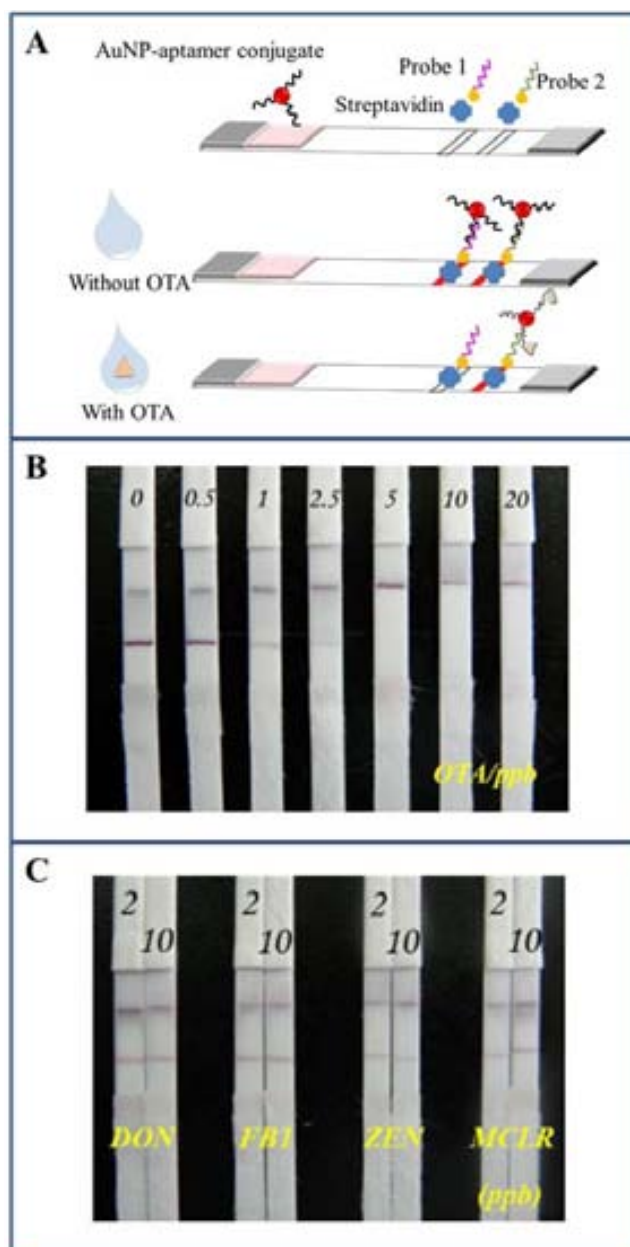 A
AuNP-aptamer conjugate
Probe 1
Probe 2
Streptavidin
Without OTA
With OTA
B
0 0.5 1 2.5 5 10 20
OTA/ppb
C
2 10 2 10 2 10 2 10
DON FB1 ZEN MCLR
(ppb)